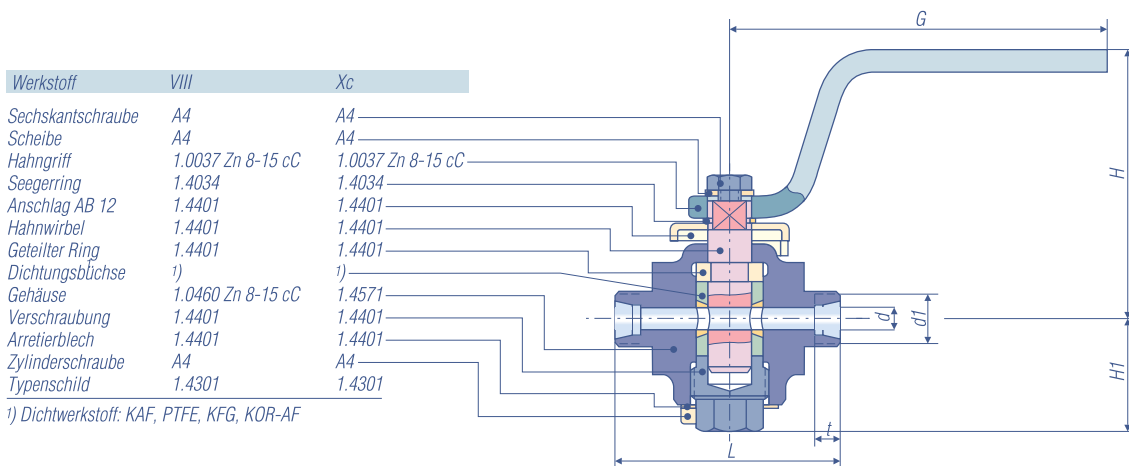 Werkstoff VIII Xc
Sechskantschraube A4 A4
Scheibe A4 A4
Hahngriff 1.0037 Zn 8-15 cC 1.0037 Zn 8-15 cC
Seegerring 1.4034 1.4034
Anschlag AB 12 1.4401 1.4401
Hahnwirbel 1.4401 1.4401
Geteilter Ring 1.4401 1.4401
Dichtungsbüchse 1) 1)
Gehäuse 1.0460 Zn 8-15 cC 1.4571
Verschraubung 1.4401 1.4401
Arretierblech 1.4401 1.4401
Zylinderschraube A4 A4
Typenschild 1.4301 1.4301
1) Dichtwerkstoff: KAF, PTFE, KFG, KOR-AF
G
H
d
d1
H1
t
L